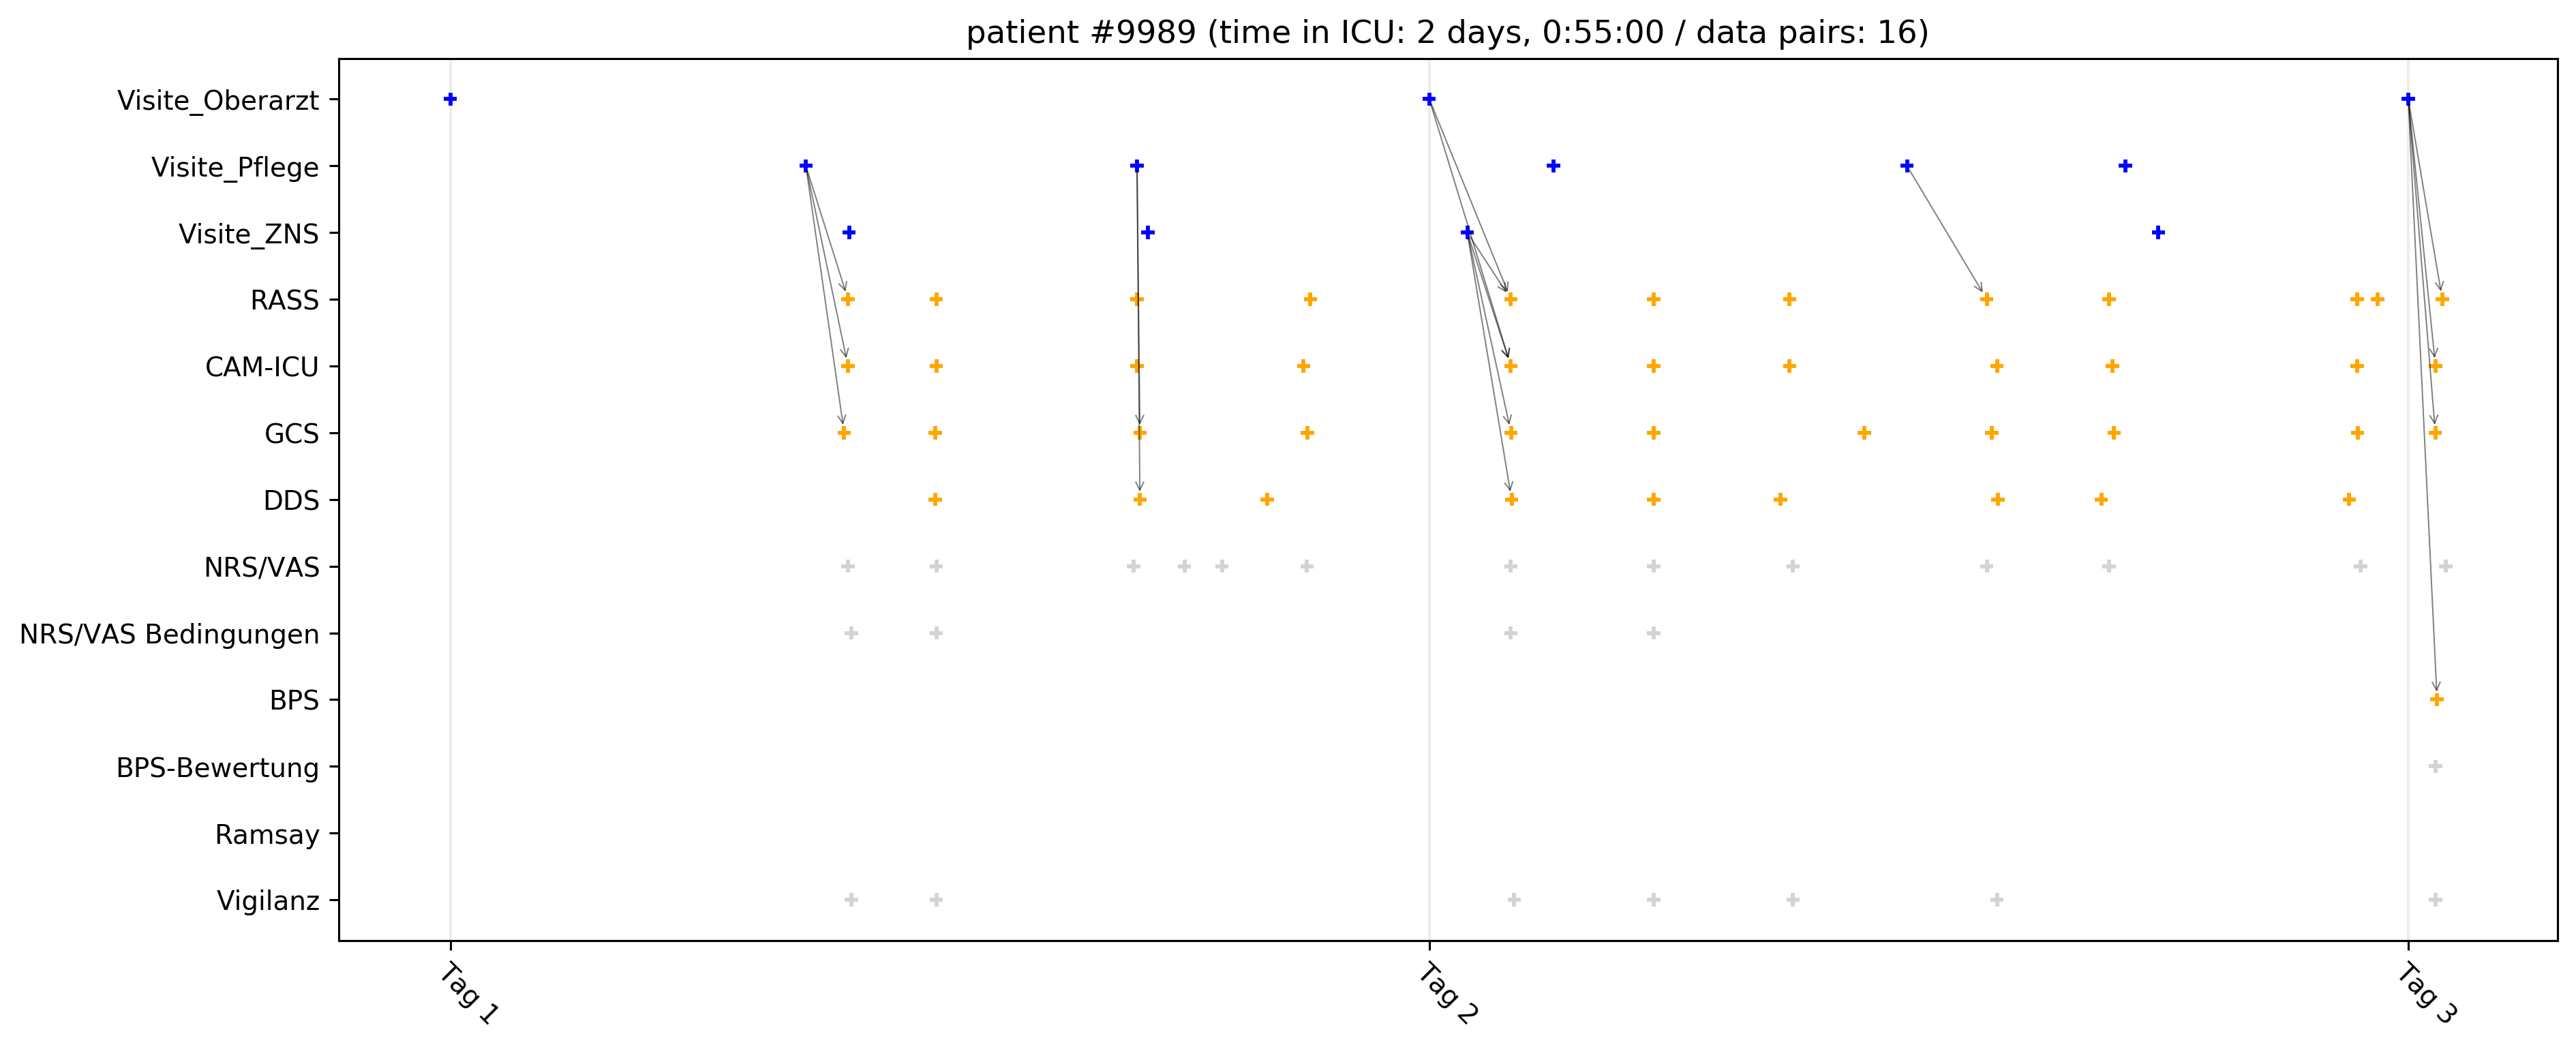 patient #9989 (time in ICU: 2 days, 0:55:00 / data pairs: 16)
Visite_Oberarzt
Visite_Pflege
Visite_ZNS
RASS
CAM-ICU
GCS
DDS
NRS/VAS
NRS/VAS Bedingungen
BPS
BPS-Bewertung
Ramsay
Vigilanz
Tag 1
Tag 2
Tag 3